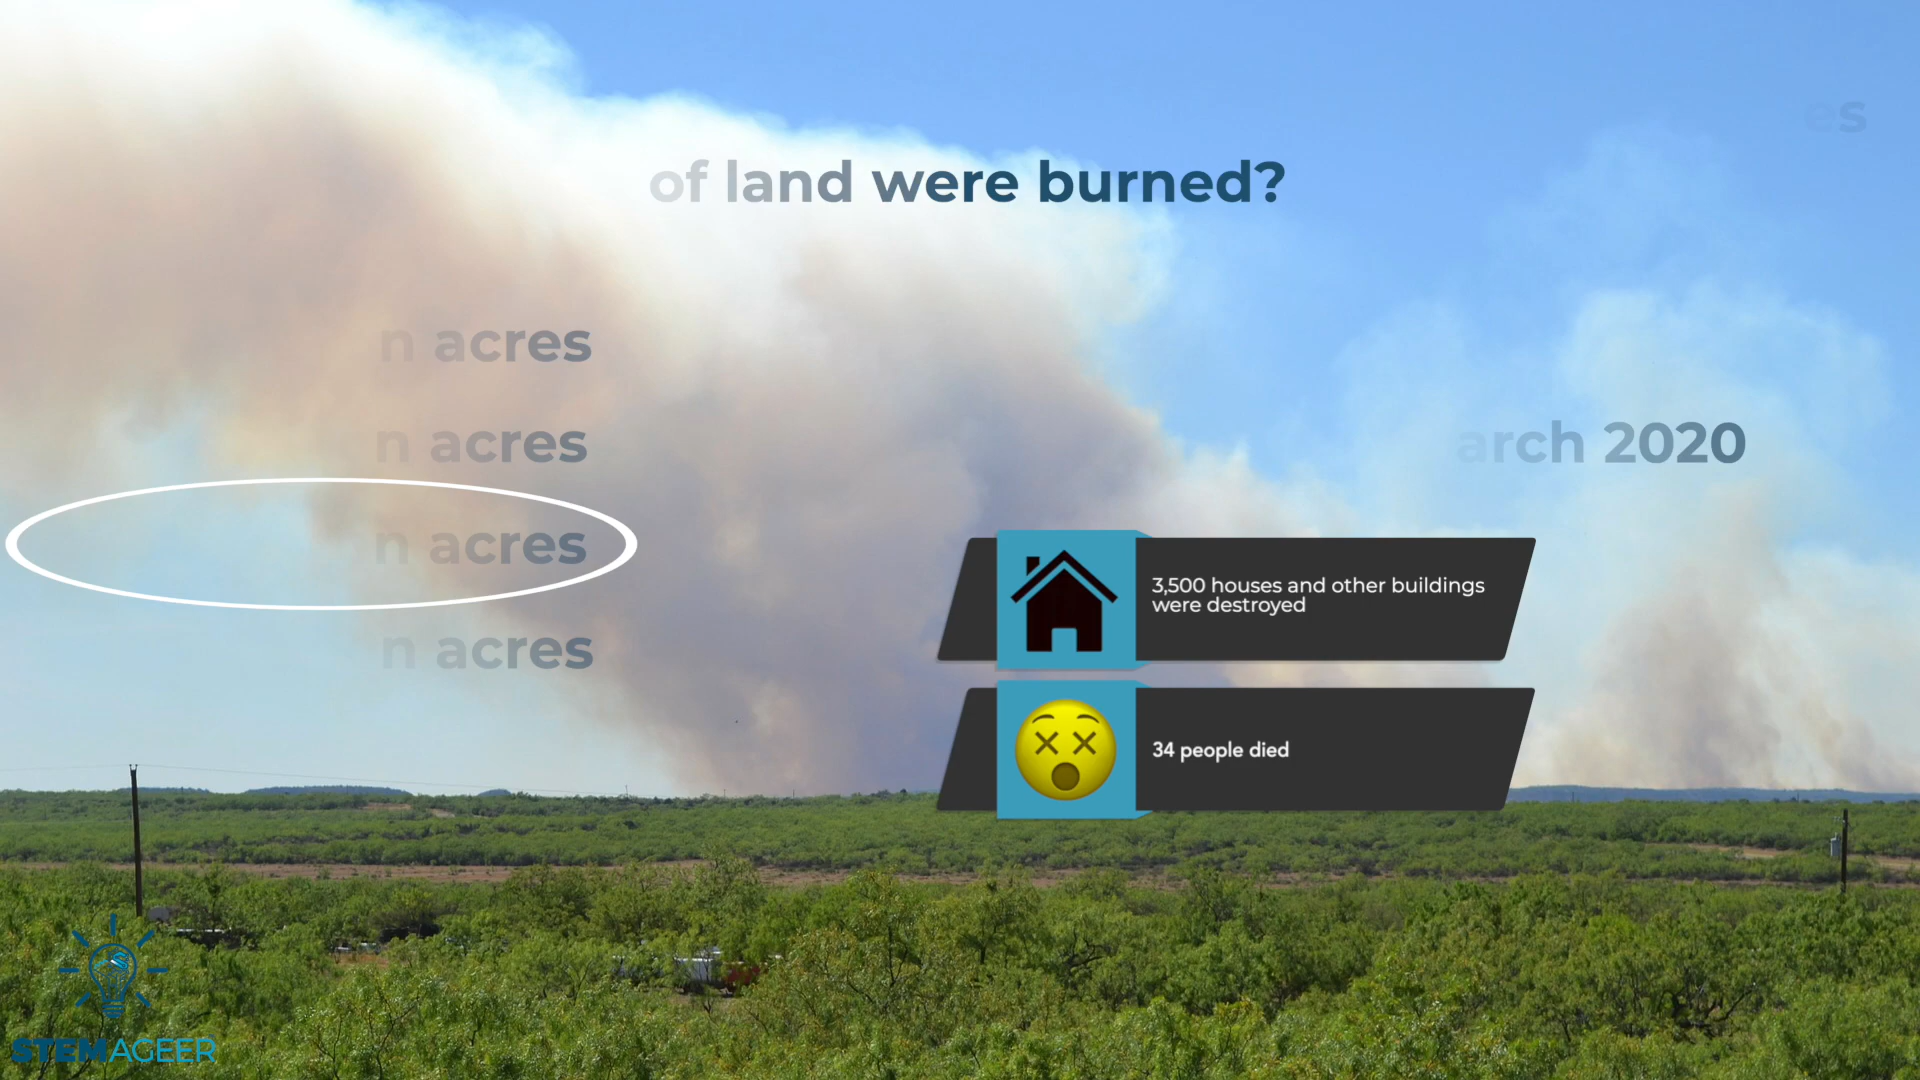 es
of land were burned?
n acres
n acres
arch 2020
n acres
3,500 houses and other buildings
were destroyed
n acres
34 people died
STEMAGEER